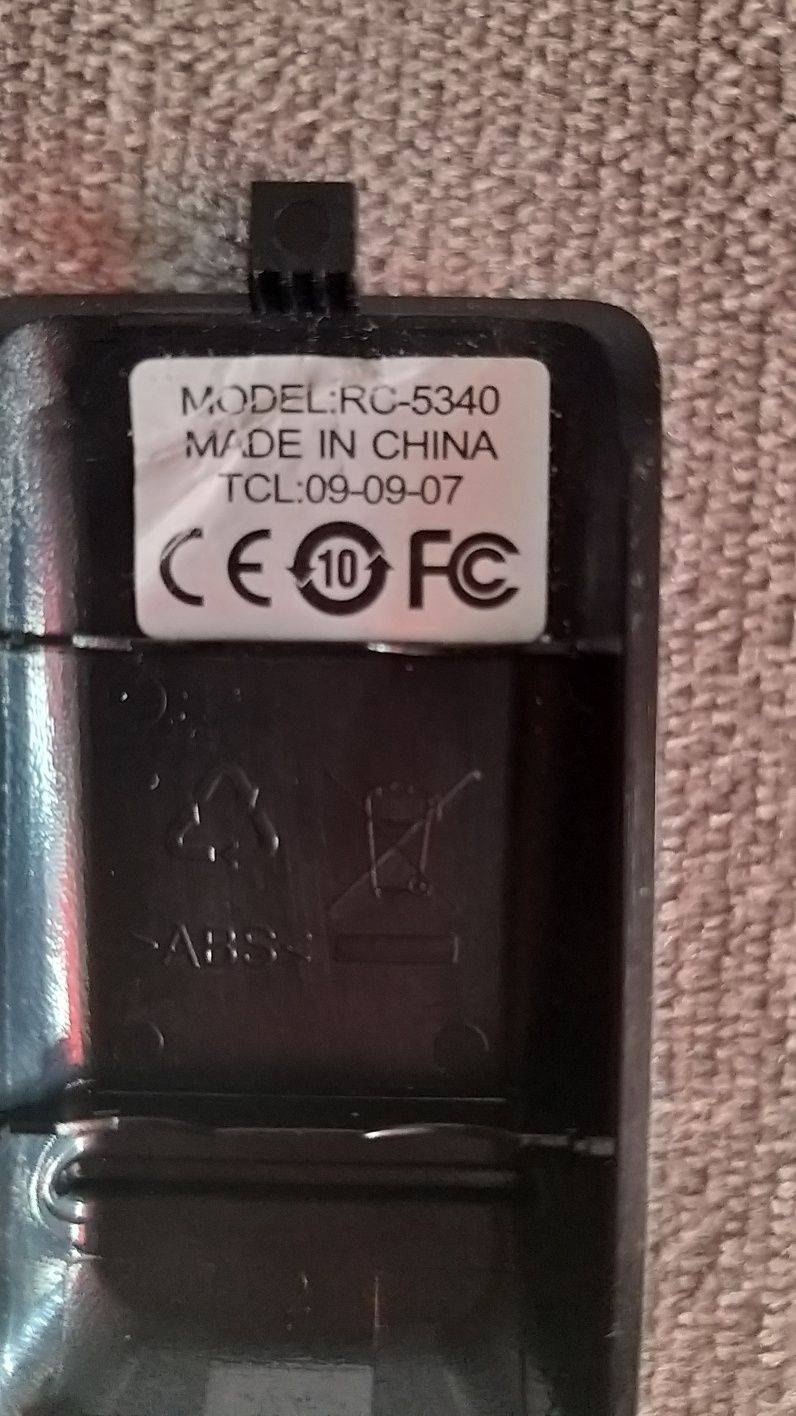 MODEL:RC-5340
MADE IN CHINA
TCL:09-09-07
CE 10 FC
>ABS<